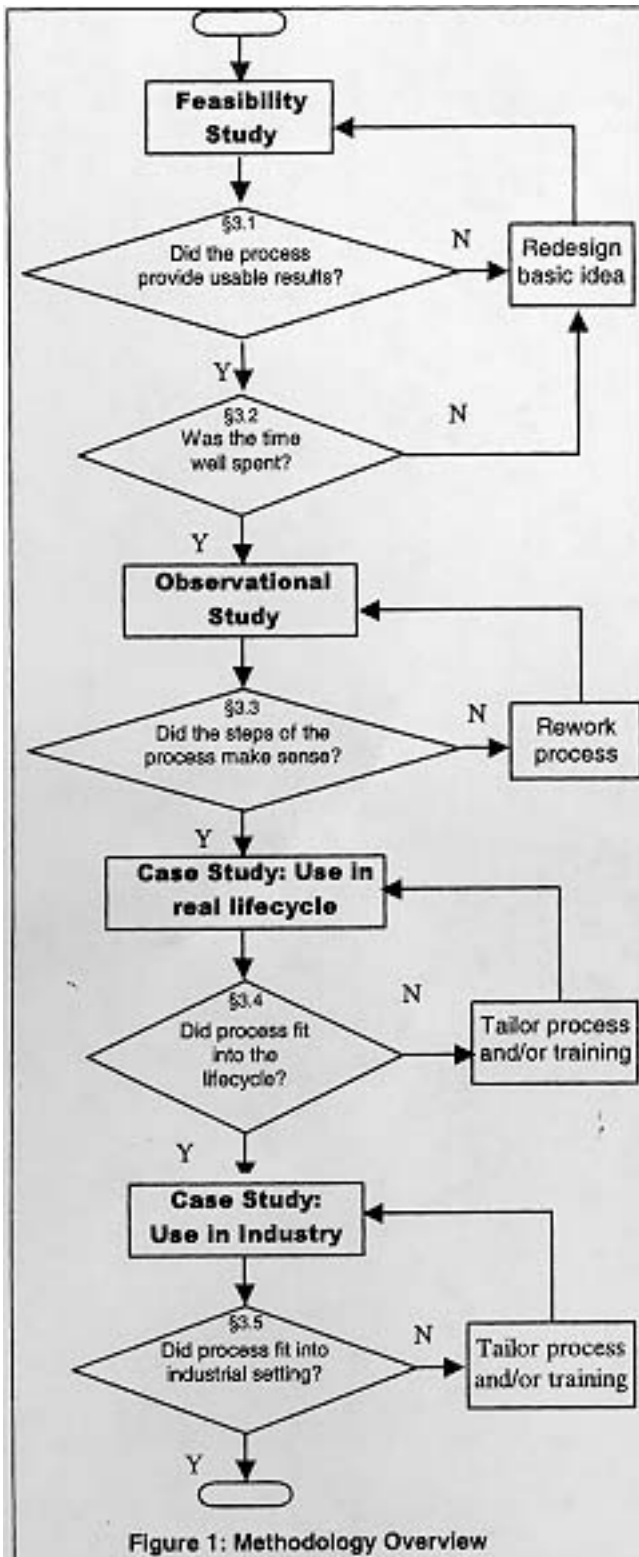 Feasibility
Study
§3.1
Did the process
provide usable results?
N
Redesign
basic idea
Y
§3.2
Was the time
well spent?
N
Y
Observational
Study
§3.3
Did the steps of the
process make sense?
N
Rework
process
Y
Case Study: Use in
real lifecycle
§3.4
Did process fit
into the
lifecycle?
N
Tailor process
and/or training
Y
Case Study:
Use in Industry
§3.5
Did process fit into
industrial setting?
N
Tailor process
and/or training
Y
Figure 1: Methodology Overview